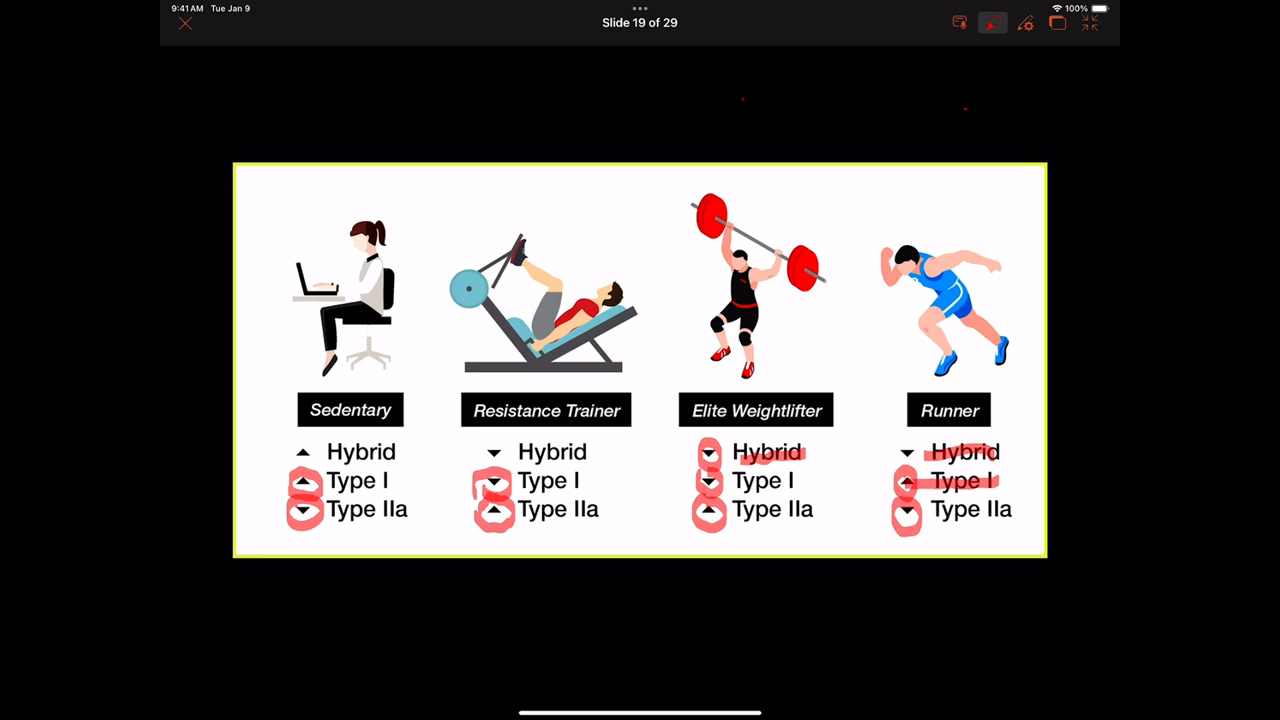 9:41 AM Tue Jan 9
100%
Slide 19 of 29
Sedentary
▲ Hybrid
▲ Type I
▼ Type IIa
Resistance Trainer
▼ Hybrid
▼ Type I
▲ Type IIa
Elite Weightlifter
▼ Hybrid
▼ Type I
▲ Type IIa
Runner
▼ Hybrid
▲ Type I
▼ Type IIa